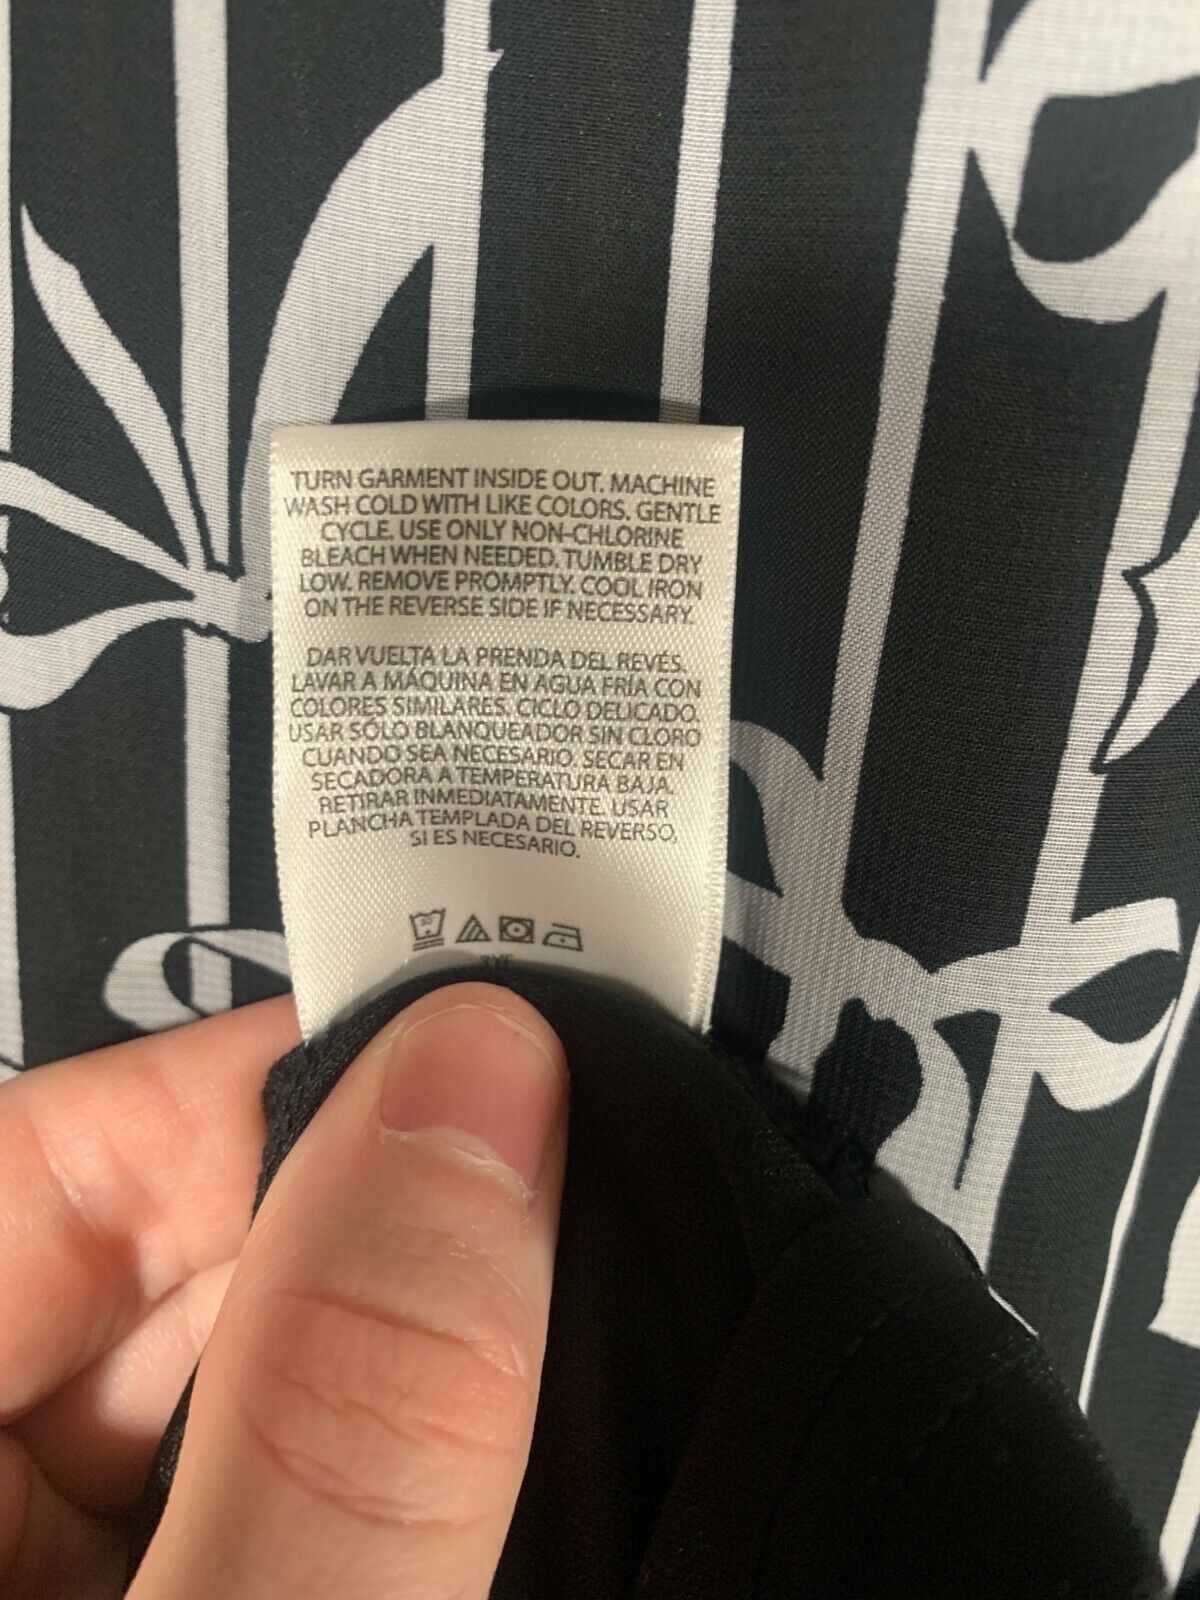 TURN GARMENT INSIDE OUT. MACHINE
WASH COLD WITH LIKE COLORS. GENTLE
CYCLE. USE ONLY NON-CHLORINE
BLEACH WHEN NEEDED. TUMBLE DRY
LOW. REMOVE PROMPTLY. COOL IRON
ON THE REVERSE SIDE IF NECESSARY.
DAR VUELTA LA PRENDA DEL REVÉS.
LAVAR A MÁQUINA EN AGUA FRÍA CON
COLORES SIMILARES. CICLO DELICADO.
USAR SÓLO BLANQUEADOR SIN CLORO
CUANDO SEA NECESARIO. SECAR EN
SECADORA A TEMPERATURA BAJA.
RETIRAR INMEDIATAMENTE. USAR
PLANCHA TEMPLADA DEL REVERSO,
SI ES NECESARIO.
30